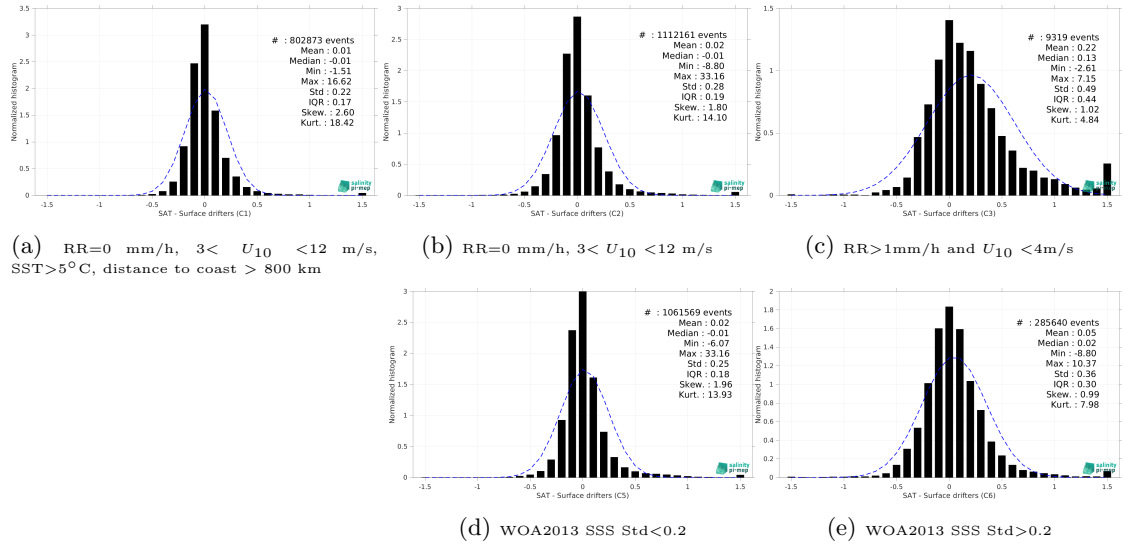 3.5
3
2.5
2
1.5
1
0.5
0
Normalized histogram
# : 802873 events
Mean : 0.01
Median : -0.01
Min : -1.51
Max : 16.62
Std : 0.22
IQR : 0.17
Skew. : 2.60
Kurt. : 18.42
salinity
pi-mep
-1.5 -1 -0.5 0 0.5 1 1.5
SAT - Surface drifters (C1)
(a) RR=0 mm/h, 3< U10 <12 m/s,
SST>5°C, distance to coast > 800 km
3
2.5
2
1.5
1
0.5
0
Normalized histogram
# : 1112161 events
Mean : 0.02
Median : -0.01
Min : -8.80
Max : 33.16
Std : 0.28
IQR : 0.19
Skew. : 1.80
Kurt. : 14.10
salinity
pi-mep
-1.5 -1 -0.5 0 0.5 1 1.5
SAT - Surface drifters (C2)
(b) RR=0 mm/h, 3< U10 <12 m/s
1.5
1
0.5
0
Normalized histogram
# : 9319 events
Mean : 0.22
Median : 0.13
Min : -2.61
Max : 7.15
Std : 0.49
IQR : 0.44
Skew. : 1.02
Kurt. : 4.84
salinity
pi-mep
-1.5 -1 -0.5 0 0.5 1 1.5
SAT - Surface drifters (C3)
(c) RR>1mm/h and U10 <4m/s
3
2.5
2
1.5
1
0.5
0
Normalized histogram
# : 1061569 events
Mean : 0.02
Median : -0.01
Min : -6.07
Max : 33.16
Std : 0.25
IQR : 0.18
Skew. : 1.96
Kurt. : 13.93
salinity
pi-mep
-1.5 -1 -0.5 0 0.5 1 1.5
SAT - Surface drifters (C5)
(d) WOA2013 SSS Std<0.2
2
1.8
1.6
1.4
1.2
1
0.8
0.6
0.4
0.2
0
Normalized histogram
# : 285640 events
Mean : 0.05
Median : 0.02
Min : -8.80
Max : 10.37
Std : 0.36
IQR : 0.30
Skew. : 0.99
Kurt. : 7.98
salinity
pi-mep
-1.5 -1 -0.5 0 0.5 1 1.5
SAT - Surface drifters (C6)
(e) WOA2013 SSS Std>0.2